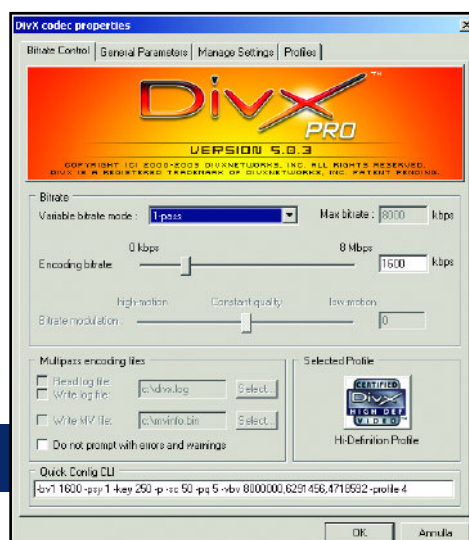 DivX codec properties
Bitrate Control General Parameters Manage Settings Profiles
DivX™
PRO
VERSION 5.0.3
COPYRIGHT (C) 2000-2003 DIVXNETWORKS, INC. ALL RIGHTS RESERVED.
DIVX IS A REGISTERED TRADEMARK OF DIVXNETWORKS, INC. PATENT PENDING.
Bitrate
Variable bitrate mode : 1-pass Max bitrate : 8000 kbps
0 kbps 8 Mbps
Encoding bitrate: 1600 kbps
high-motion Constant quality low-motion
Bitrate modulation : 0
Multipass encoding files
Read log file:
Write log file: c:\divx.log Select...
Write MV file: c:\mvinfo.bin Select...
Do not prompt with errors and warnings
Selected Profile
CERTIFIED
DivX
HIGH DEF
VIDEO
Hi-Definition Profile
Quick Config CLI
-bv1 1600 -psy 1 -key 250 -p -sc 50 -pq 5 -vbv 8000000,6291456,4718592 -profile 4
OK Annulla